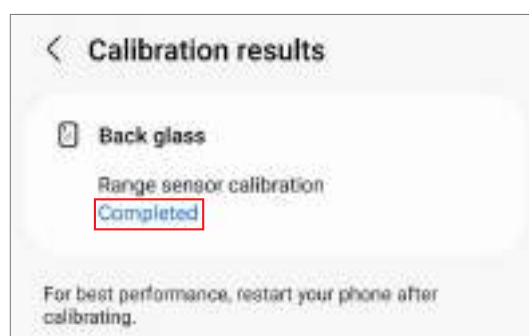 Calibration results
Back glass
Range sensor calibration
Completed
For best performance, restart your phone after
calibrating.